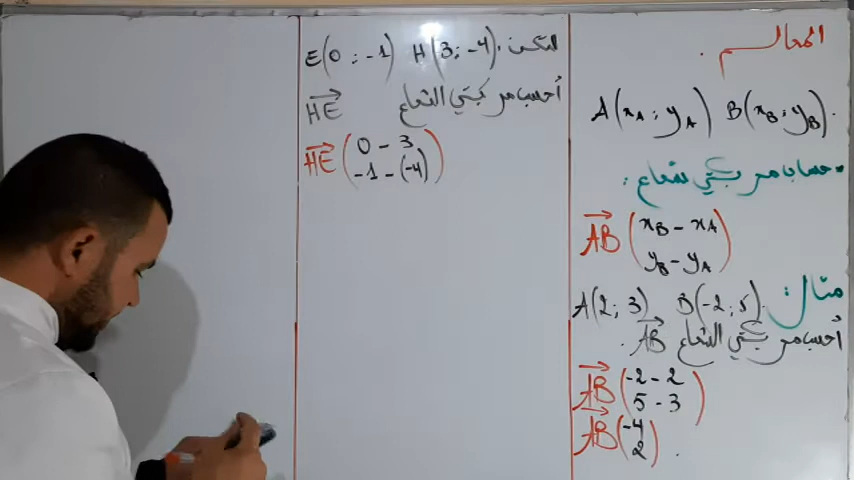 المعالم .
A(xA ; yA) B(xB ; yB).
• حساب مركبتي شعاع :
AB (xB - xA
yB - yA)
مثال :
A(2 ; 3) B(-2 ; 5).
أحسب مركبتي الشعاع AB .
AB (-2 - 2
5 - 3)
AB (-4
2) .
لتكن . H(3 ; -4) E(0 ; -1)
أحسب مركبتي الشعاع HE
HE (0 - 3
-1 - (-4))